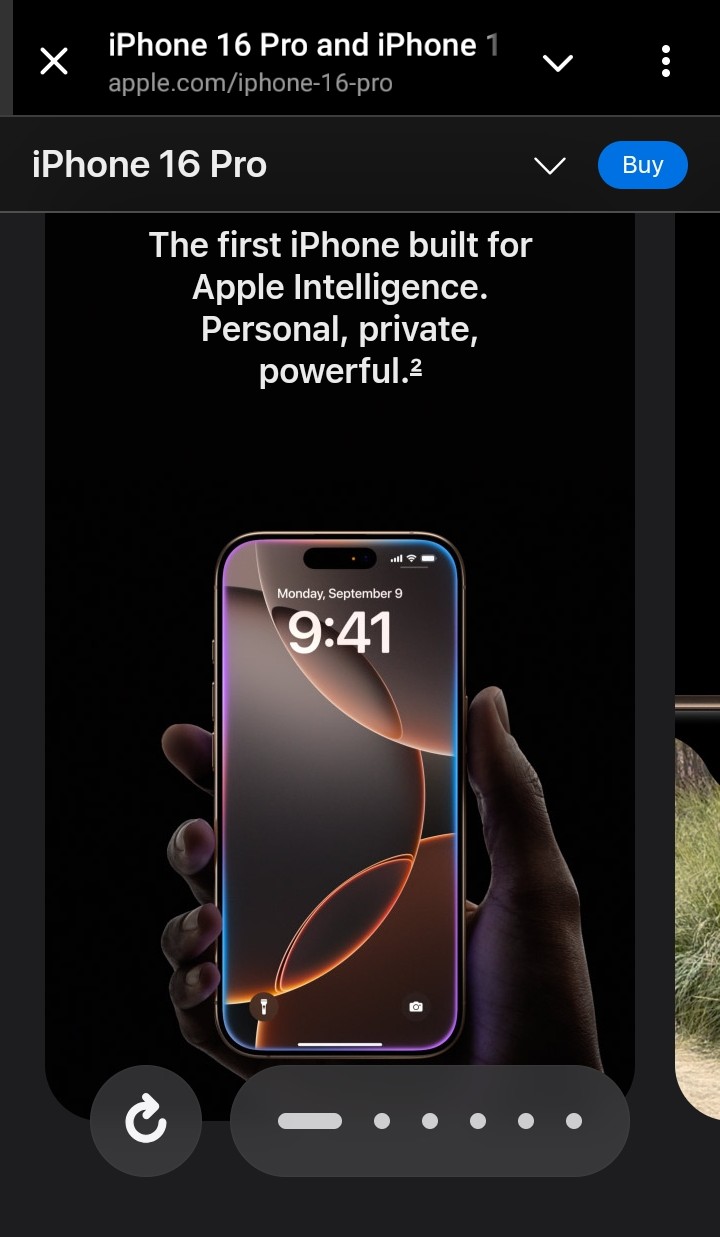 iPhone 16 Pro and iPhone 1
apple.com/iphone-16-pro
iPhone 16 Pro
Buy
The first iPhone built for
Apple Intelligence.
Personal, private,
powerful.²
Monday, September 9
9:41